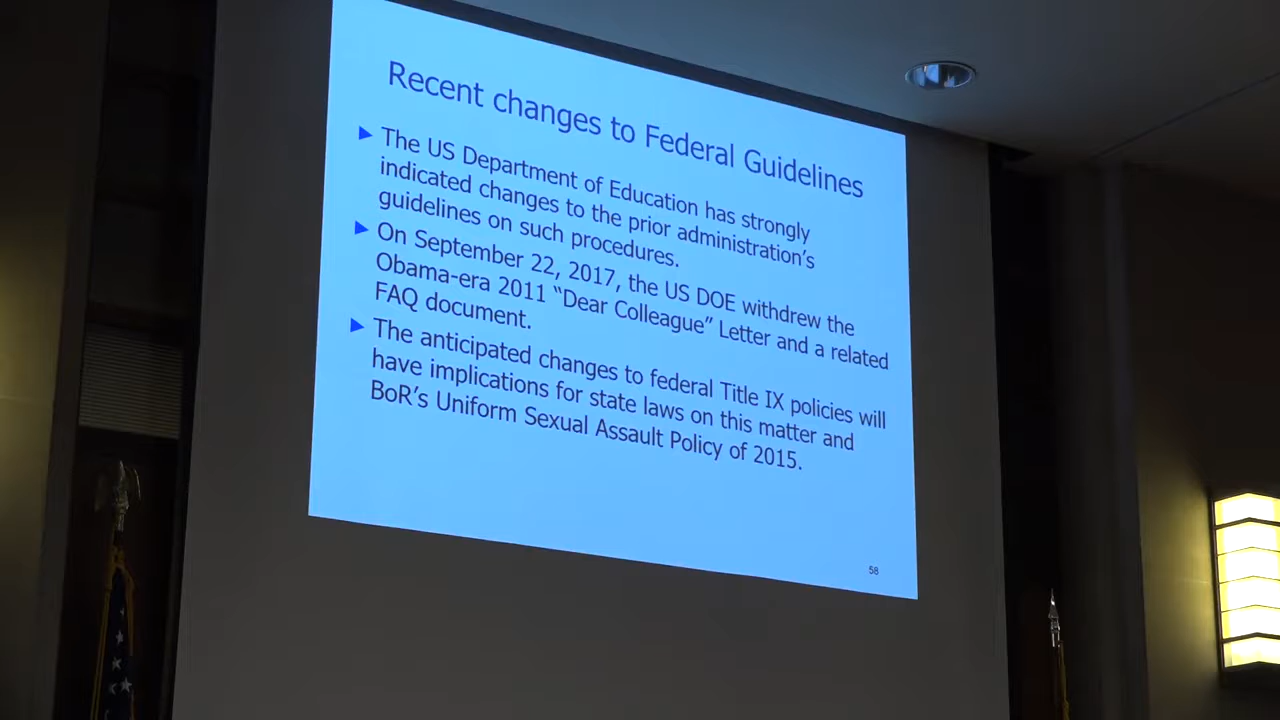 Recent changes to Federal Guidelines
The US Department of Education has strongly
indicated changes to the prior administration's
guidelines on such procedures.
On September 22, 2017, the US DOE withdrew the
Obama-era 2011 “Dear Colleague” Letter and a related
FAQ document.
The anticipated changes to federal Title IX policies will
have implications for state laws on this matter and
BoR's Uniform Sexual Assault Policy of 2015.
58